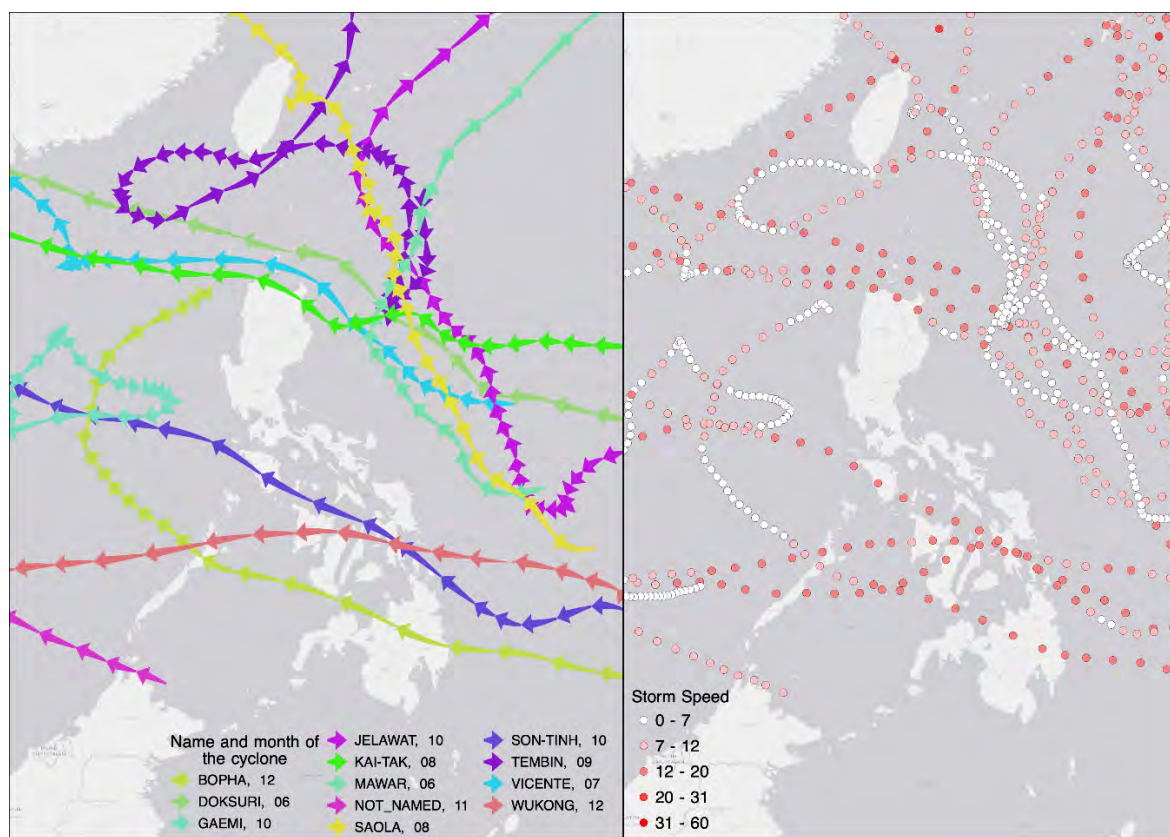 Name and month of
the cyclone
BOPHA, 12
DOKSURI, 06
GAEMI, 10
JELAWAT, 10
KAI-TAK, 08
MAWAR, 06
NOT_NAMED, 11
SAOLA, 08
SON-TINH, 10
TEMBIN, 09
VICENTE, 07
WUKONG, 12
Storm Speed
0 - 7
7 - 12
12 - 20
20 - 31
31 - 60